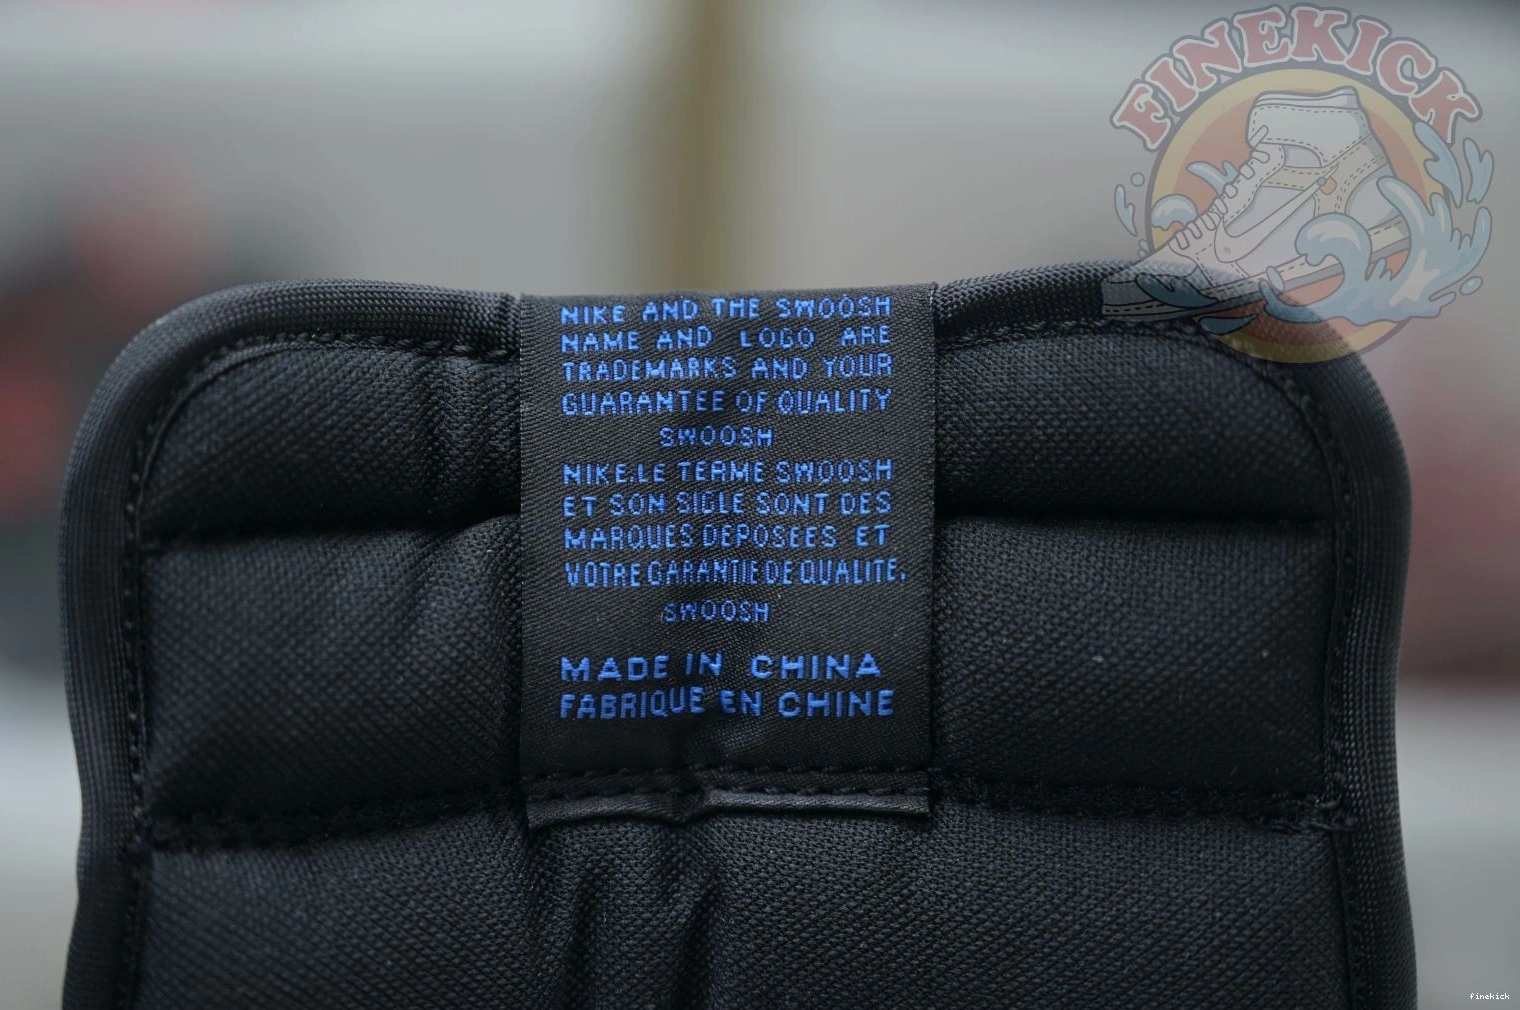 FINEKICK
NIKE AND THE SWOOSH
NAME AND LOGO ARE
TRADEMARKS AND YOUR
GUARANTEE OF QUALITY
SWOOSH
NIKE.LE TERME SWOOSH
ET SON SIGLE SONT DES
MARQUES DEPOSEES ET
VOTRE GARANTIE DE QUALITE.
SWOOSH
MADE IN CHINA
FABRIQUE EN CHINE
finekick